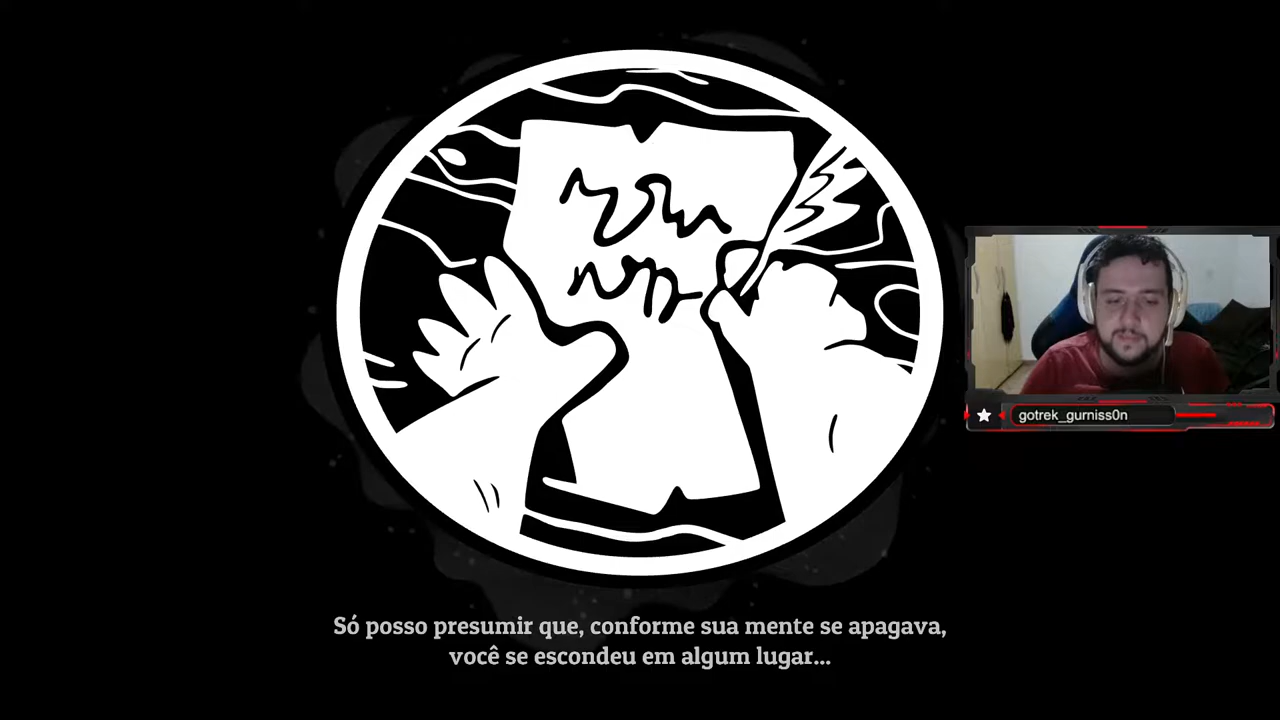 Só posso presumir que, conforme sua mente se apagava,
você se escondeu em algum lugar...
gotrek_gurniss0n